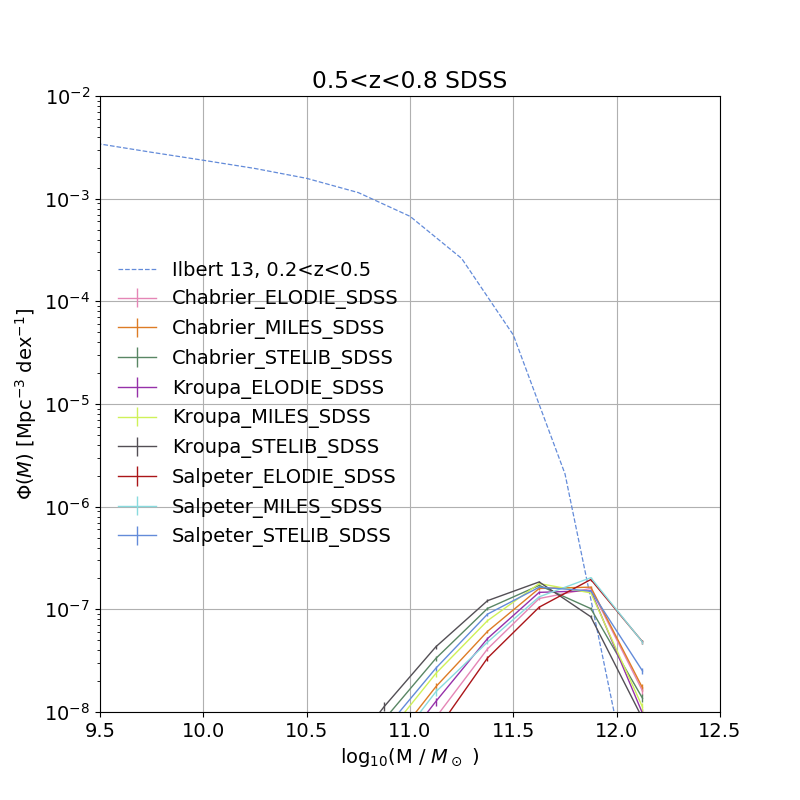 0.5<z<0.8 SDSS
10⁻²
10⁻³
10⁻⁴
10⁻⁵
10⁻⁶
10⁻⁷
10⁻⁸
Φ(M) [Mpc⁻³ dex⁻¹]
Ilbert 13, 0.2<z<0.5
Chabrier_ELODIE_SDSS
Chabrier_MILES_SDSS
Chabrier_STELIB_SDSS
Kroupa_ELODIE_SDSS
Kroupa_MILES_SDSS
Kroupa_STELIB_SDSS
Salpeter_ELODIE_SDSS
Salpeter_MILES_SDSS
Salpeter_STELIB_SDSS
9.5 10.0 10.5 11.0 11.5 12.0 12.5
log₁₀(M / M⊙ )